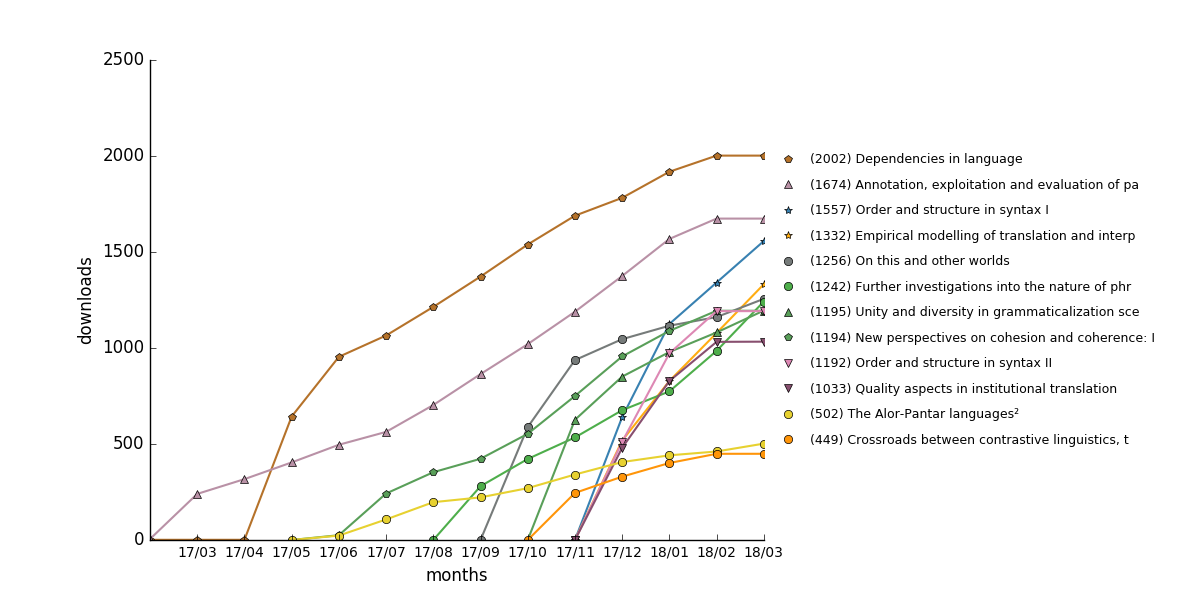 2500
2000
1500
1000
500
0
downloads
17/03 17/04 17/05 17/06 17/07 17/08 17/09 17/10 17/11 17/12 18/01 18/02 18/03
months
(2002) Dependencies in language
(1674) Annotation, exploitation and evaluation of pa
(1557) Order and structure in syntax I
(1332) Empirical modelling of translation and interp
(1256) On this and other worlds
(1242) Further investigations into the nature of phr
(1195) Unity and diversity in grammaticalization sce
(1194) New perspectives on cohesion and coherence: I
(1192) Order and structure in syntax II
(1033) Quality aspects in institutional translation
(502) The Alor-Pantar languages²
(449) Crossroads between contrastive linguistics, t